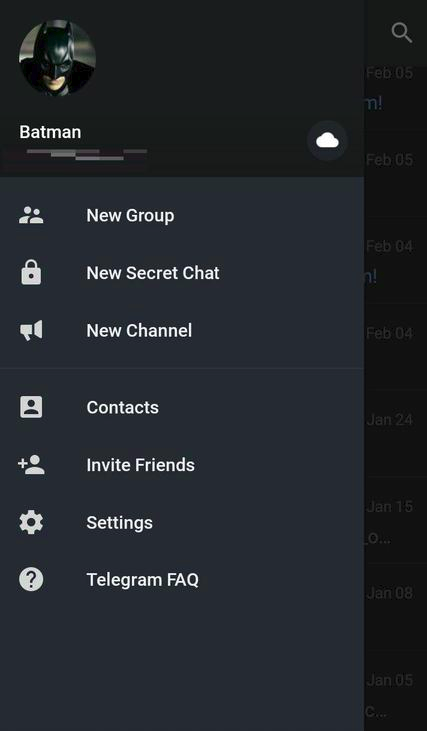 Feb 05
m!
Batman
Feb 05
New Group
Feb 04
n!
New Secret Chat
New Channel
Feb 04
Contacts
Jan 24
Invite Friends
Jan 15
Settings
_o...
Telegram FAQ
Jan 08
Jan 05
c...